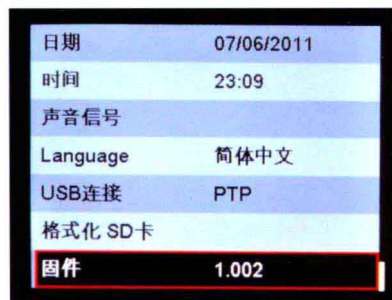 日期 07/06/2011
时间 23:09
声音信号
Language 简体中文
USB连接 PTP
格式化 SD卡
固件 1.002